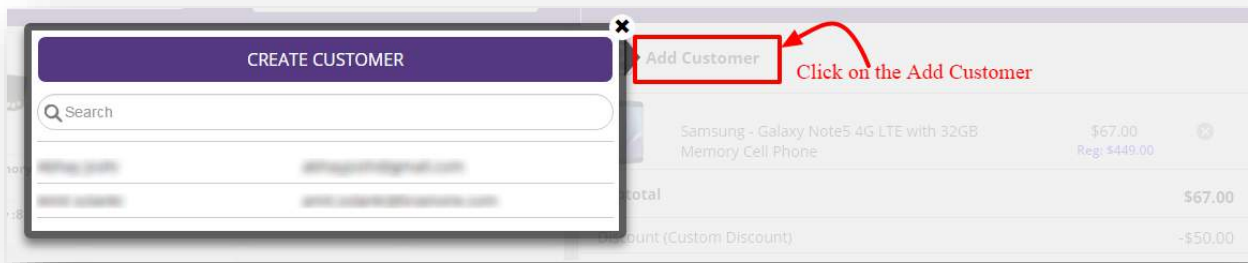 CREATE CUSTOMER
Search
Add Customer
Click on the Add Customer
Samsung - Galaxy Note5 4G LTE with 32GB $67.00
Memory Cell Phone Reg: $449.00
total $67.00
Discount (Custom Discount) -$50.00